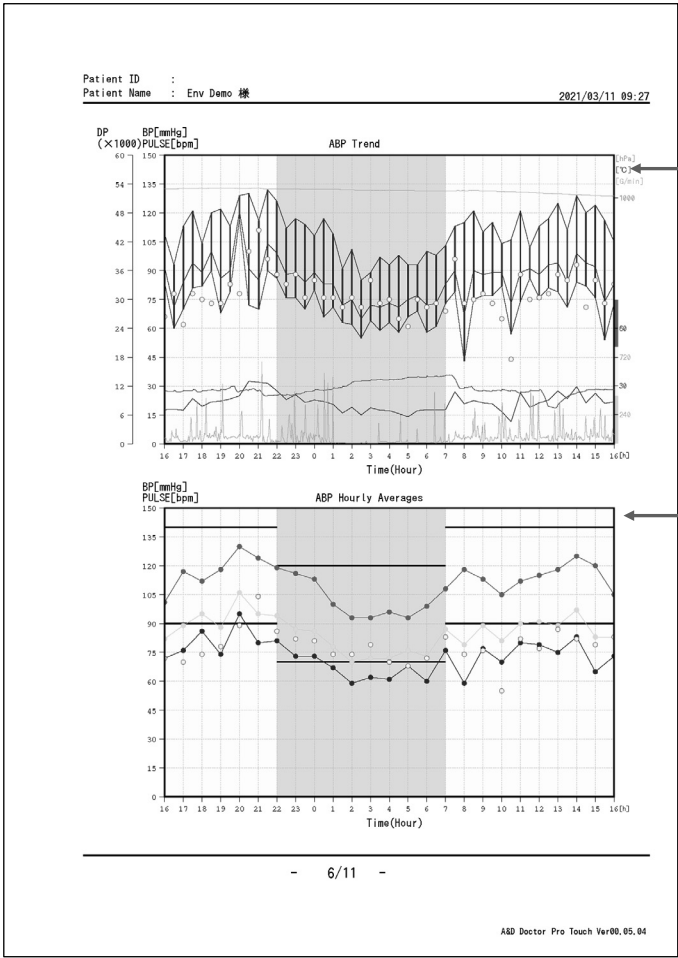 Patient ID :
Patient Name : Env Demo 様
2021/03/11 09:27
DP BP[mmHg]
(×1000)PULSE[bpm] ABP Trend
60 150 [hPa]
[℃]
[G/min]
54 135
1000
48 120
42 105
36 90
30 75
24 60 60
18 45 720
12 30 30
6 15 240
0 0
16 17 18 19 20 21 22 23 0 1 2 3 4 5 6 7 8 9 10 11 12 13 14 15 16[h]
Time(Hour)
BP[mmHg]
PULSE[bpm] ABP Hourly Averages
150
135
120
105
90
75
60
45
30
15
0
16 17 18 19 20 21 22 23 0 1 2 3 4 5 6 7 8 9 10 11 12 13 14 15 16[h]
Time(Hour)
- 6/11 -
A&D Doctor Pro Touch Ver00.05.04